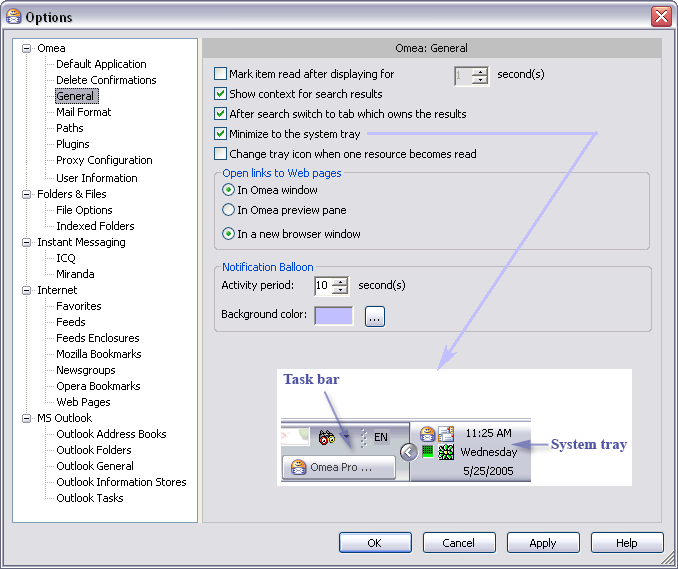 Options
Omea
Default Application
Delete Confirmations
General
Mail Format
Paths
Plugins
Proxy Configuration
User Information
Folders & Files
File Options
Indexed Folders
Instant Messaging
ICQ
Miranda
Internet
Favorites
Feeds
Feeds Enclosures
Mozilla Bookmarks
Newsgroups
Opera Bookmarks
Web Pages
MS Outlook
Outlook Address Books
Outlook Folders
Outlook General
Outlook Information Stores
Outlook Tasks
Omea: General
Mark item read after displaying for 1 second(s)
Show context for search results
After search switch to tab which owns the results
Minimize to the system tray
Change tray icon when one resource becomes read
Open links to Web pages
In Omea window
In Omea preview pane
In a new browser window
Notification Balloon
Activity period: 10 second(s)
Background color: ...
Task bar
EN
Omea Pro ...
11:25 AM
Wednesday
5/25/2005
System tray
OK
Cancel
Apply
Help